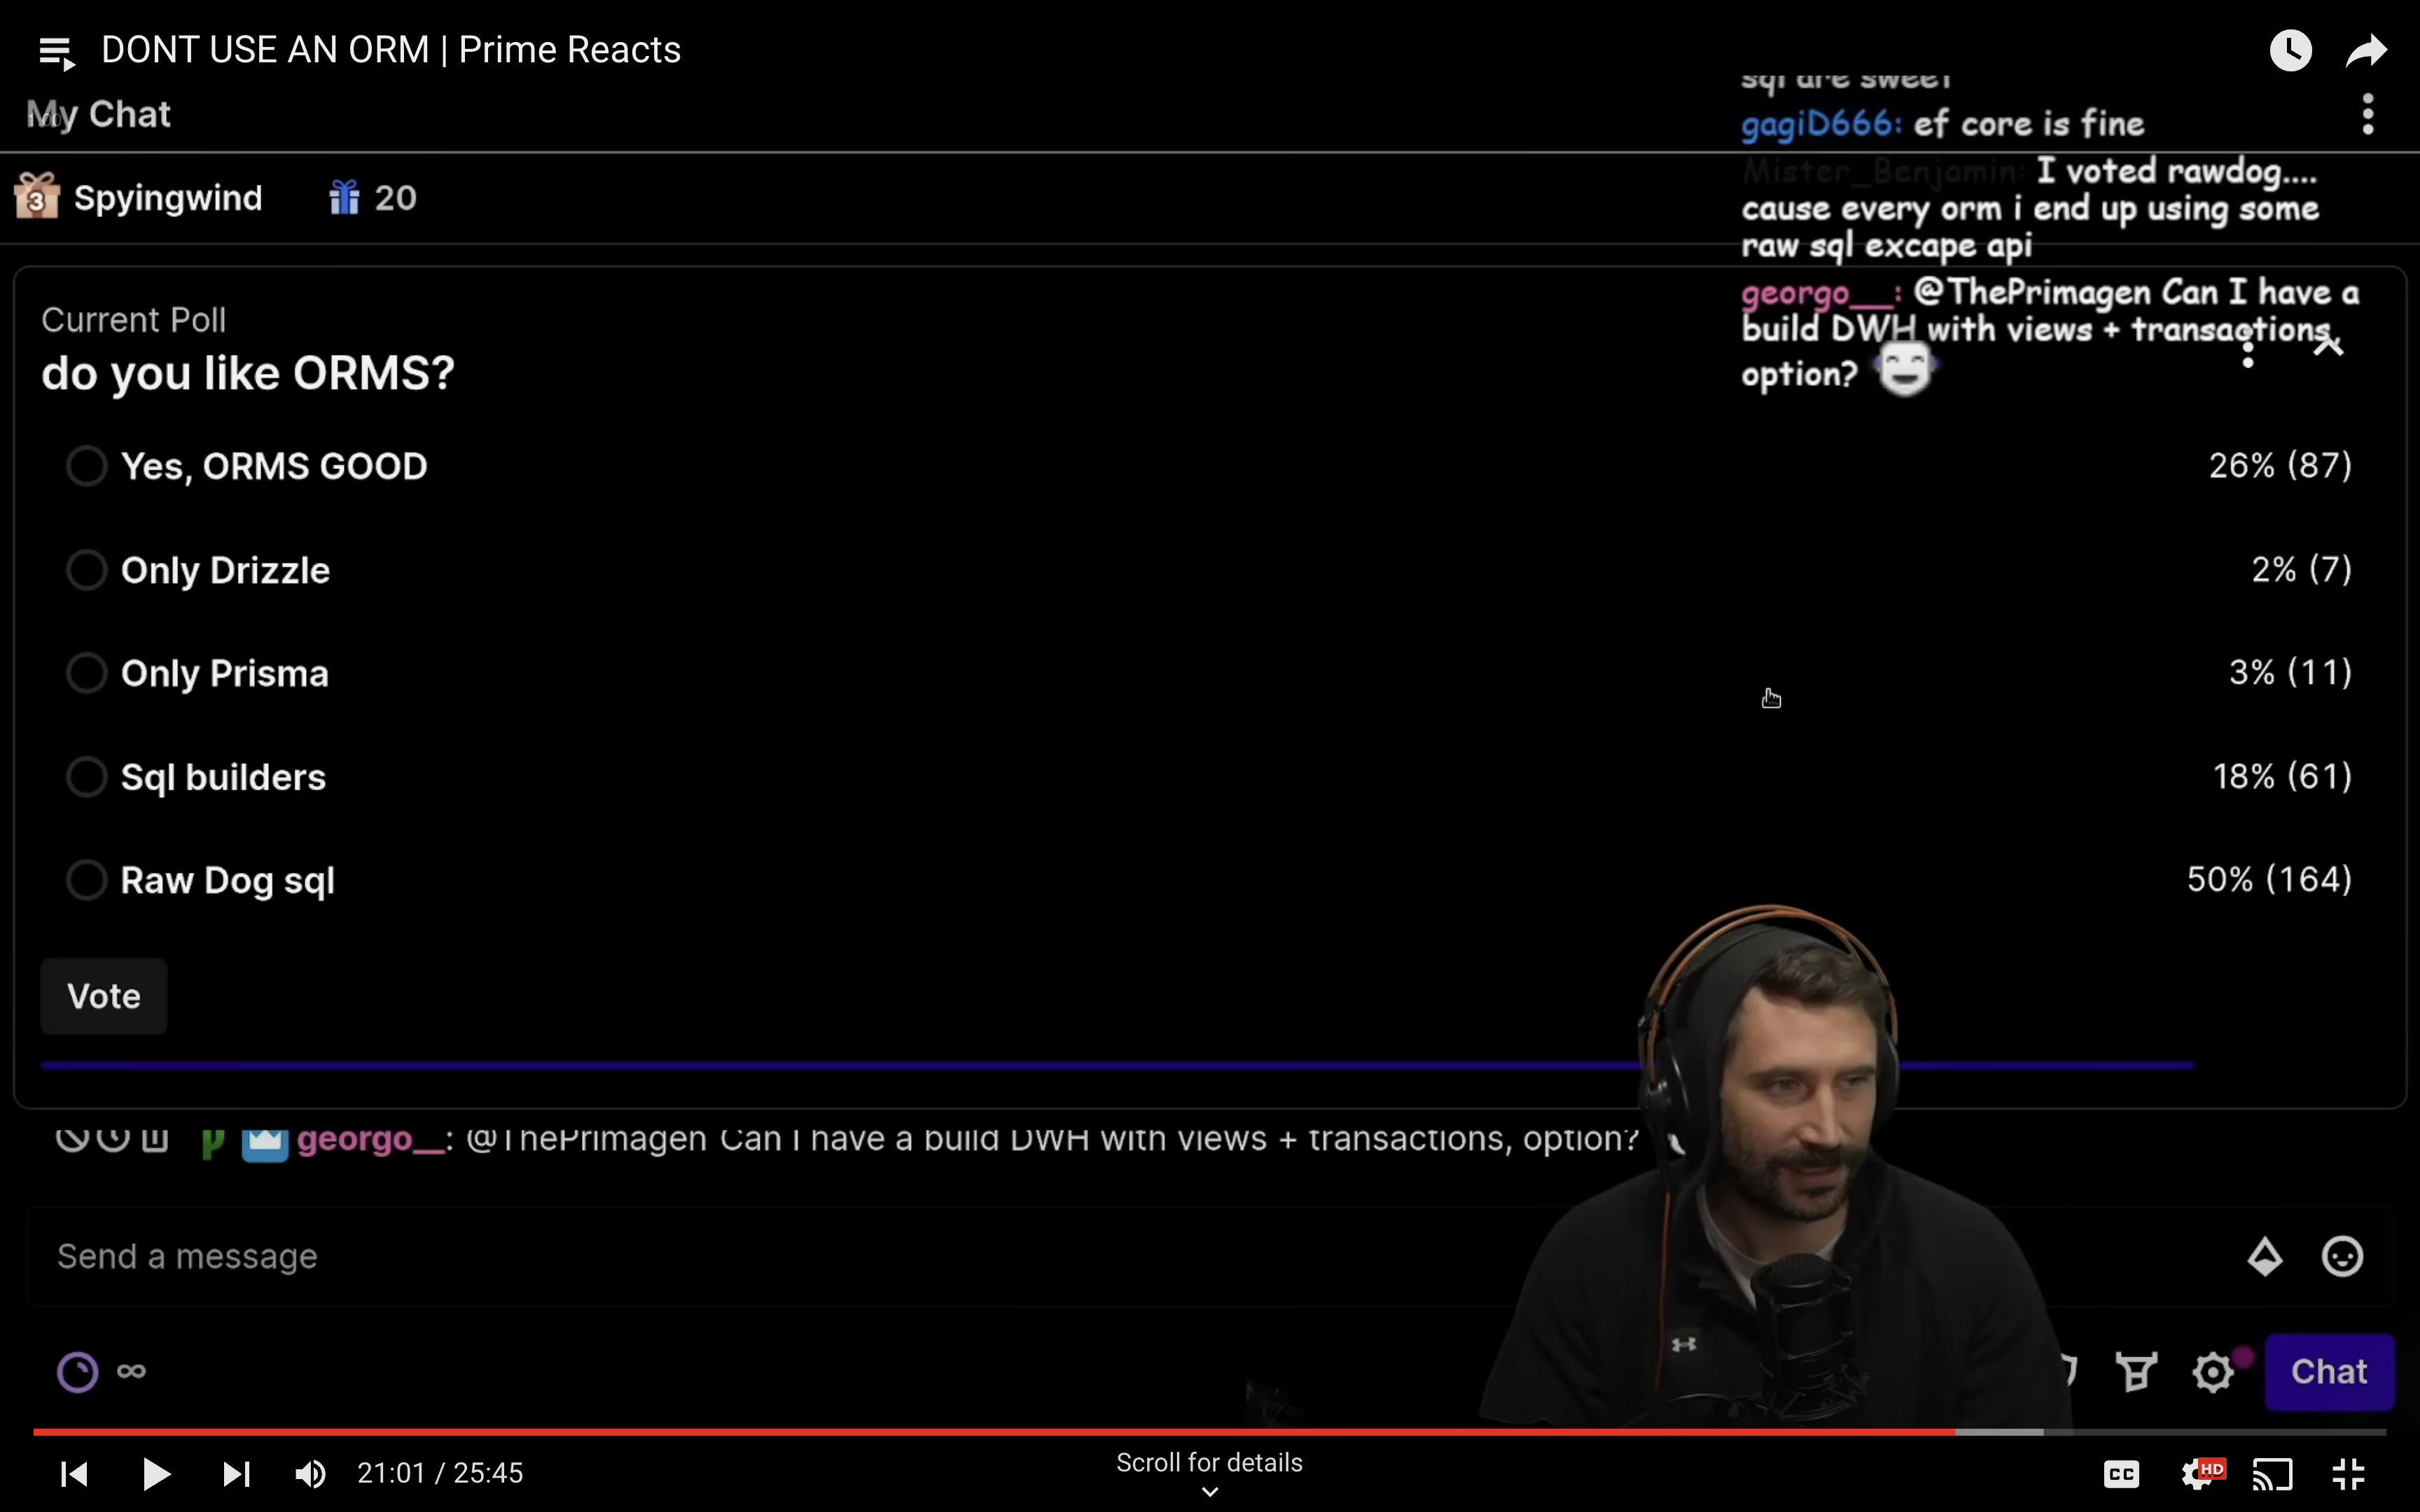 DONT USE AN ORM | Prime Reacts
My Chat
sql are sweet
gagiD666: ef core is fine
Mister_Benjamin: I voted rawdog....
cause every orm i end up using some
raw sql excape api
georgo__: @ThePrimagen Can I have a
build DWH with views + transactions,
option?
3 Spyingwind 20
Current Poll
do you like ORMS?
Yes, ORMS GOOD 26% (87)
Only Drizzle 2% (7)
Only Prisma 3% (11)
Sql builders 18% (61)
Raw Dog sql 50% (164)
Vote
georgo__: @ThePrimagen Can I have a build DWH with views + transactions, option?
Send a message
∞
Chat
21:01 / 25:45
Scroll for details
CC
HD